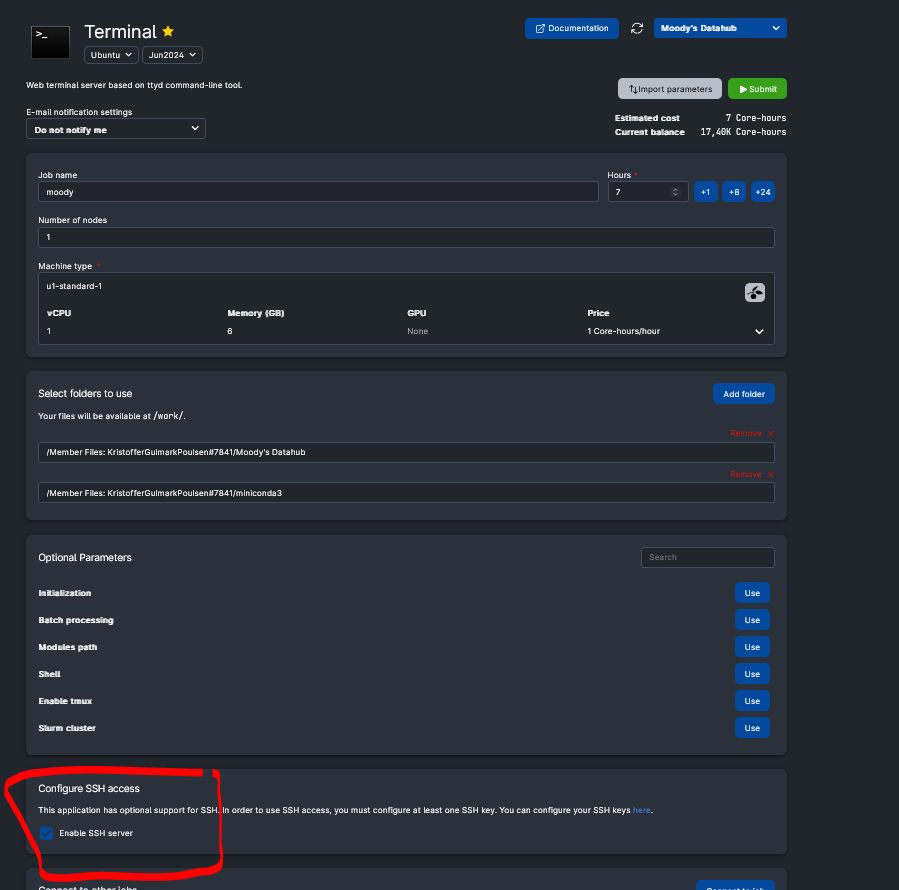 >_
Terminal
Ubuntu
Jun2024
Documentation
Moody's Datahub
Web terminal server based on ttyd command-line tool.
Import parameters
Submit
E-mail notification settings
Do not notify me
Estimated cost 7 Core-hours
Current balance 17,40K Core-hours
Job name
moody
Hours *
7
+1
+8
+24
Number of nodes
1
Machine type *
u1-standard-1
vCPU Memory (GB) GPU Price
1 6 None 1 Core-hours/hour
Select folders to use
Add folder
Your files will be available at /work/.
Remove ×
/Member Files: KristofferGulmarkPoulsen#7841/Moody's Datahub
Remove ×
/Member Files: KristofferGulmarkPoulsen#7841/miniconda3
Optional Parameters
Search
Initialization Use
Batch processing Use
Modules path Use
Shell Use
Enable tmux Use
Slurm cluster Use
Configure SSH access
This application has optional support for SSH. In order to use SSH access, you must configure at least one SSH key. You can configure your SSH keys here.
Enable SSH server
Connect to other jobs
Connect to job